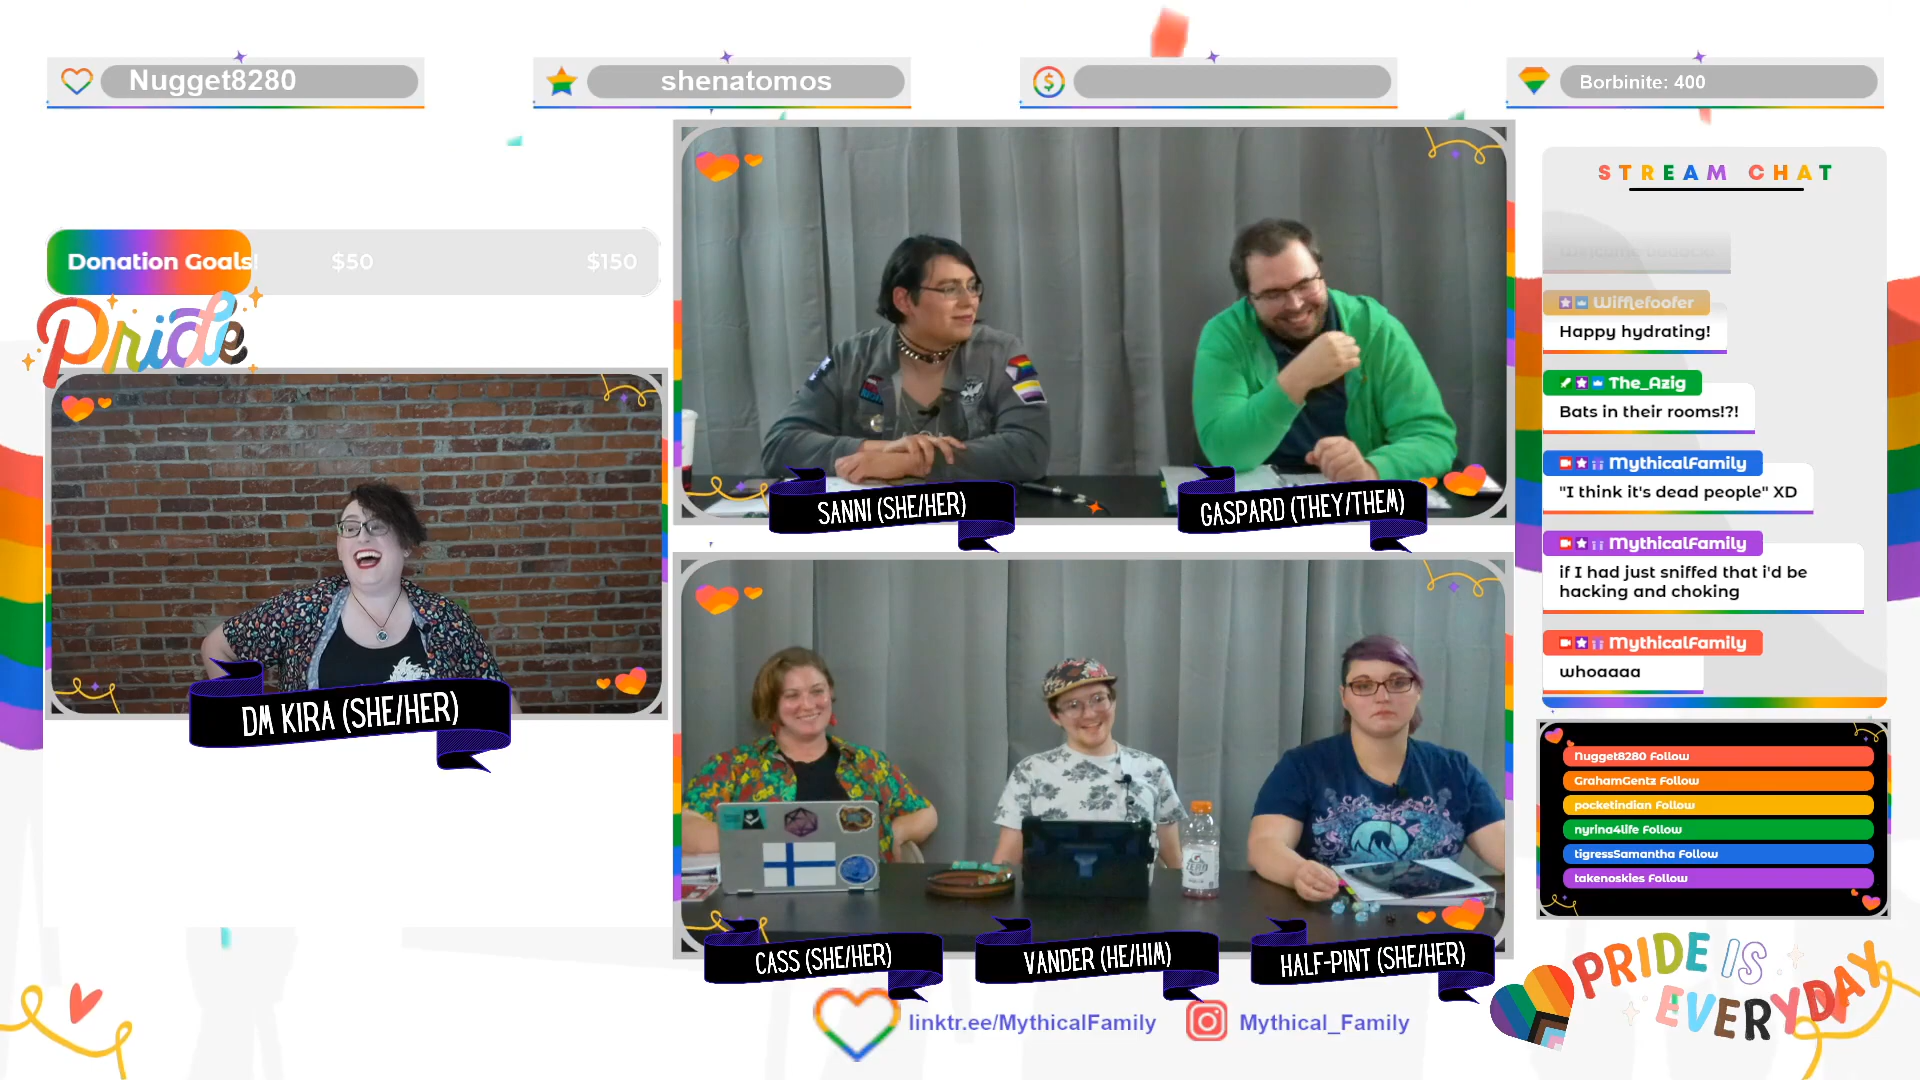 Nugget8280
shenatomos
Borbinite: 400
Donation Goals!
$50
$150
Pride
DM KIRA (SHE/HER)
SANNI (SHE/HER)
GASPARD (THEY/THEM)
CASS (SHE/HER)
VANDER (HE/HIM)
HALF-PINT (SHE/HER)
STREAM CHAT
Wifflefoofer
Happy hydrating!
The_Azig
Bats in their rooms!?!
MythicalFamily
"I think it's dead people" XD
MythicalFamily
if I had just sniffed that i'd be
hacking and choking
MythicalFamily
whoaaaa
Nugget8280 Follow
GrahamGentz Follow
pocketindian Follow
nyrina4life Follow
tigressSamantha Follow
takenoskies Follow
linktr.ee/MythicalFamily
Mythical_Family
PRIDE IS
EVERYDAY